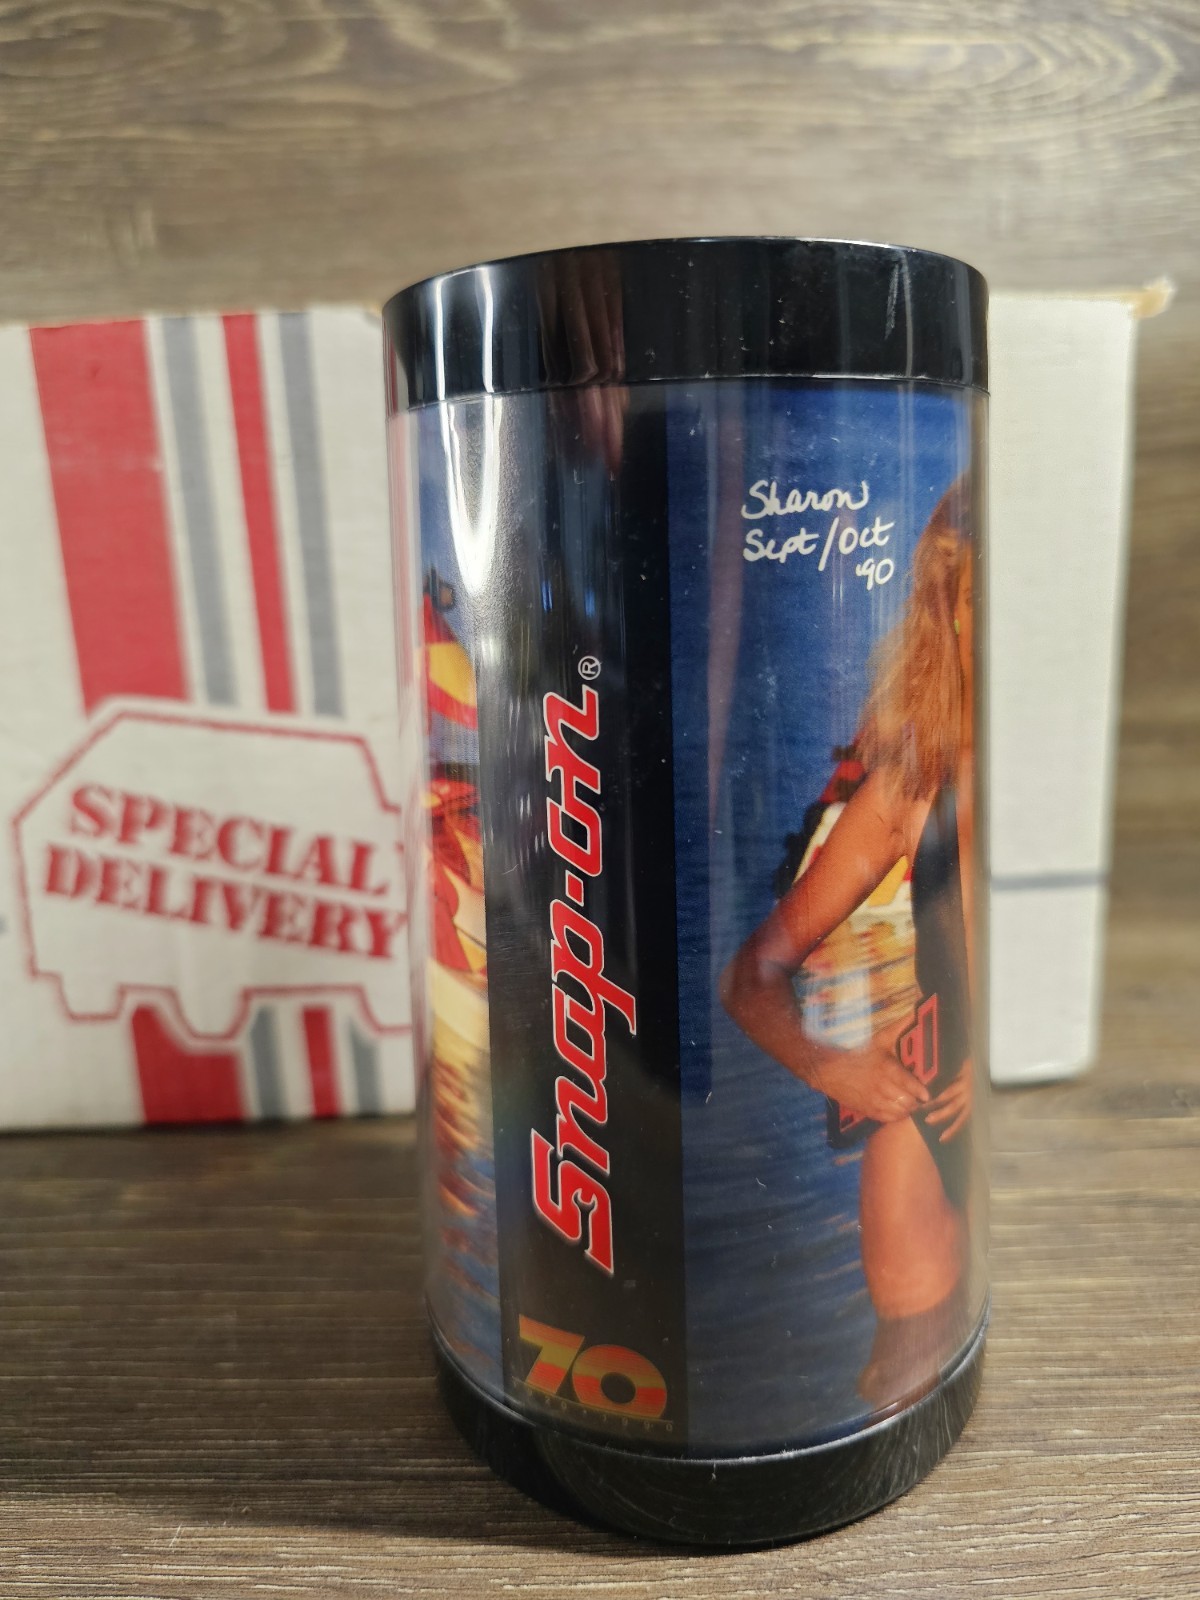 SPECIAL
DELIVERY
Snap-on®
Sharon
Sept/Oct
'90
70